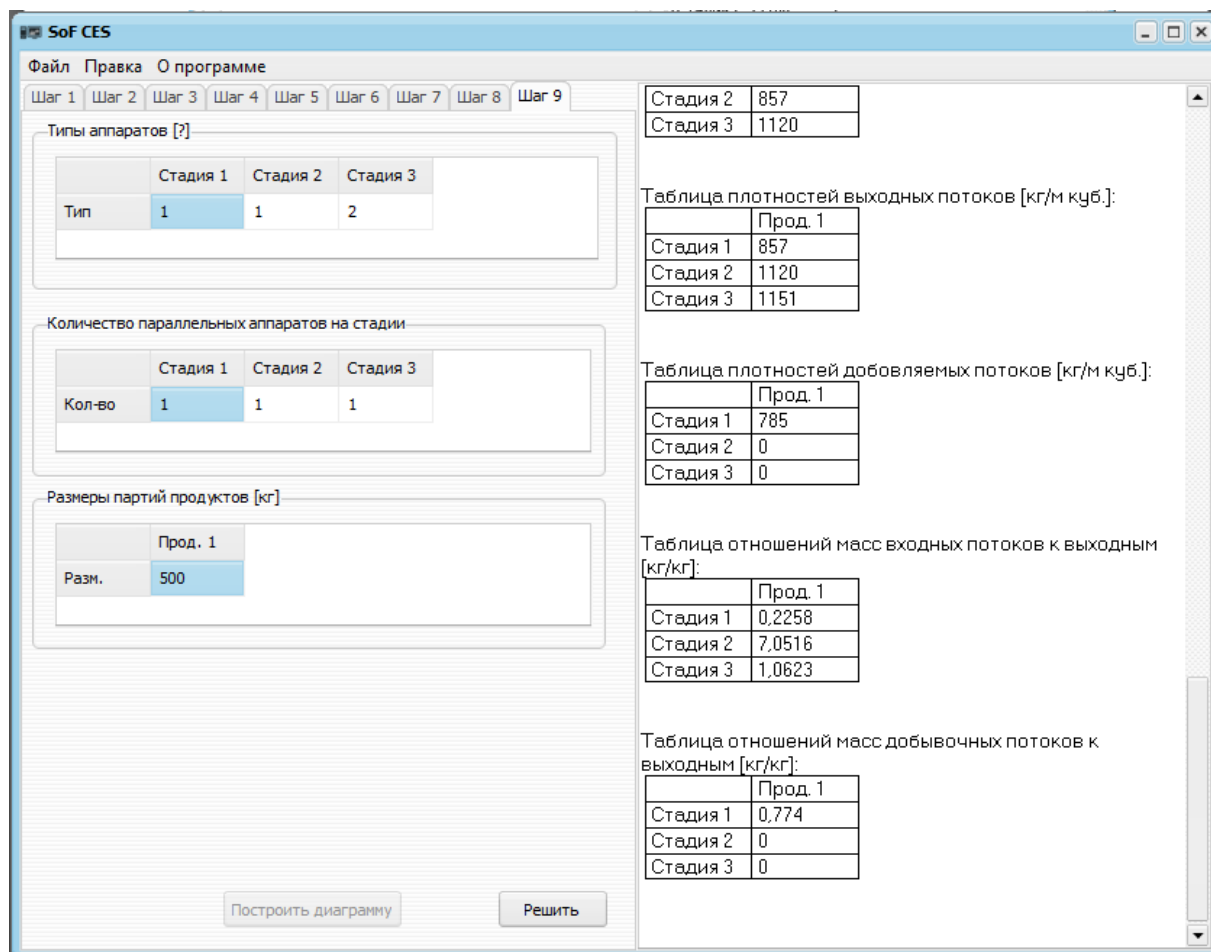 SoF CES
Файл Правка О программе
Шаг 1 Шаг 2 Шаг 3 Шаг 4 Шаг 5 Шаг 6 Шаг 7 Шаг 8 Шаг 9
Типы аппаратов [?]
Стадия 1 Стадия 2 Стадия 3
Тип 1 1 2
Количество параллельных аппаратов на стадии
Стадия 1 Стадия 2 Стадия 3
Кол-во 1 1 1
Размеры партий продуктов [кг]
Прод. 1
Разм. 500
Построить диаграмму Решить
Стадия 2 857
Стадия 3 1120
Таблица плотностей выходных потоков [кг/м куб.]:
Прод. 1
Стадия 1 857
Стадия 2 1120
Стадия 3 1151
Таблица плотностей добовляемых потоков [кг/м куб.]:
Прод. 1
Стадия 1 785
Стадия 2 0
Стадия 3 0
Таблица отношений масс входных потоков к выходным
[кг/кг]:
Прод. 1
Стадия 1 0,2258
Стадия 2 7,0516
Стадия 3 1,0623
Таблица отношений масс добывочных потоков к
выходным [кг/кг]:
Прод. 1
Стадия 1 0,774
Стадия 2 0
Стадия 3 0